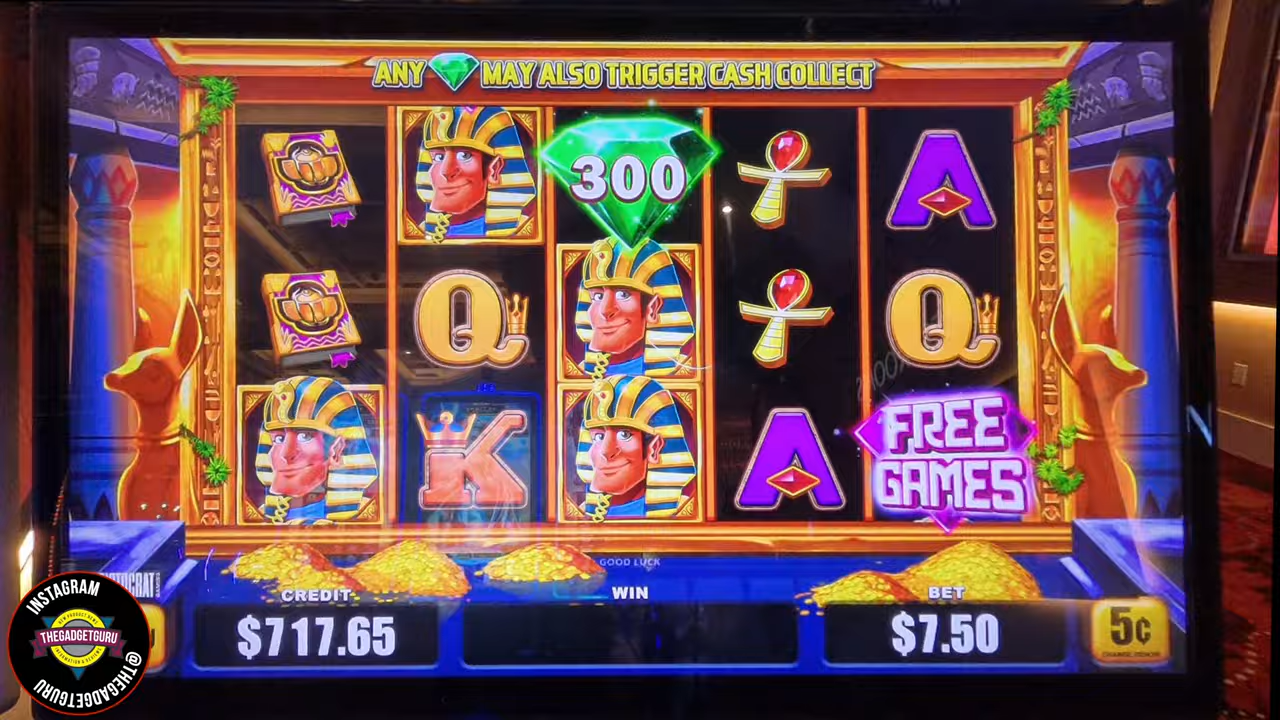 ANY MAY ALSO TRIGGER CASH COLLECT
300
A
Q
Q
K
A
FREE
GAMES
GOOD LUCK
CREDIT
WIN
BET
$717.65
$7.50
5¢
INSTAGRAM
THEGADGETGURU
@THEGADGETGURU